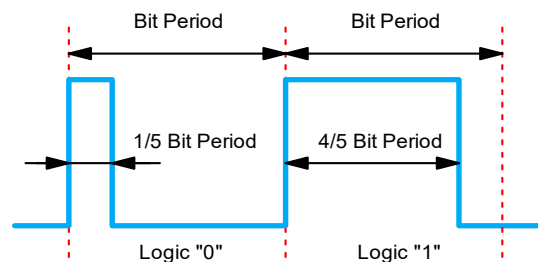 Bit Period
Bit Period
1/5 Bit Period
4/5 Bit Period
Logic "0"
Logic "1"